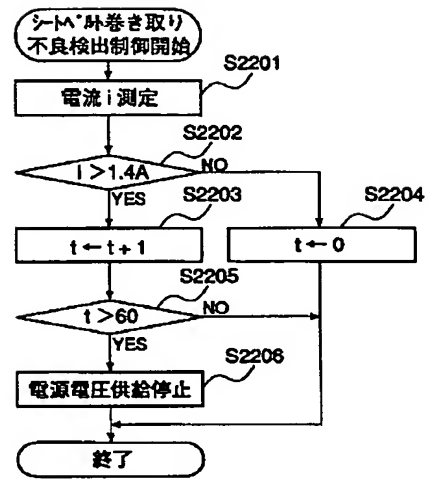 シートベルト巻き取り
不良検出制御開始
S2201
電流i測定
S2202
i>1.4A
NO
YES
S2203
S2204
t←t+1
t←0
S2205
t>60
NO
YES
S2206
電源電圧供給停止
終了